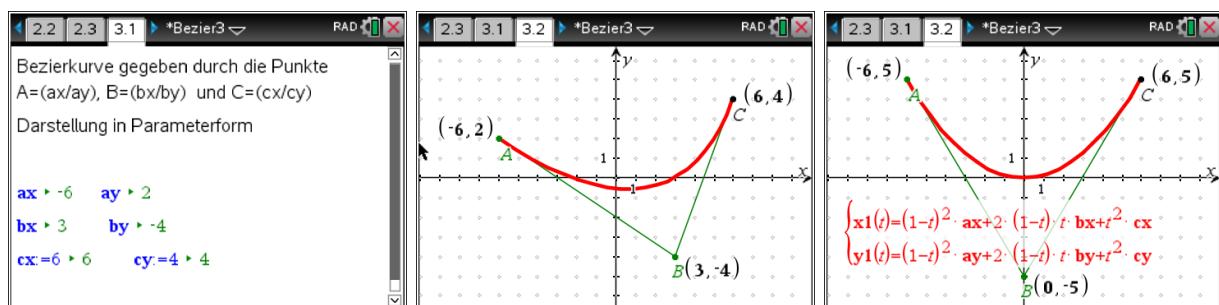 2.2 2.3 3.1 *Bezier3 RAD
Bezierkurve gegeben durch die Punkte
A=(ax/ay), B=(bx/by) und C=(cx/cy)
Darstellung in Parameterform
ax ▸ -6 ay ▸ 2
bx ▸ 3 by ▸ -4
cx:=6 ▸ 6 cy:=4 ▸ 4
2.3 3.1 3.2 *Bezier3 RAD
y
(6,4)
C
(-6,2)
A
1
x
1
B(3,-4)
2.3 3.1 3.2 *Bezier3 RAD
y
(-6,5)
(6,5)
A
C
1
x
1
x1(t)=(1-t)²· ax+2·(1-t)·t·bx+t²·cx
y1(t)=(1-t)²· ay+2·(1-t)·t·by+t²·cy
B(0,-5)